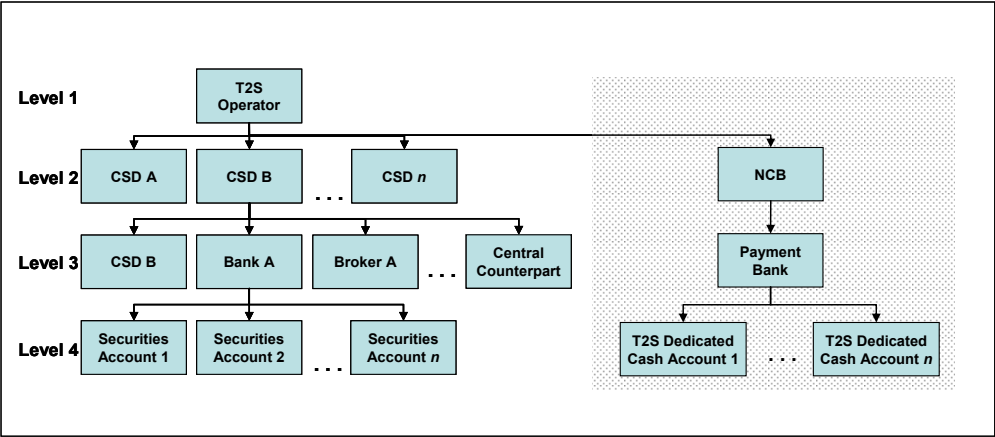 Level 1
T2S
Operator
Level 2
CSD A
CSD B
. . .
CSD n
NCB
Level 3
CSD B
Bank A
Broker A
. . .
Central
Counterpart
Payment
Bank
Level 4
Securities
Account 1
Securities
Account 2
. . .
Securities
Account n
T2S Dedicated
Cash Account 1
. . .
T2S Dedicated
Cash Account n